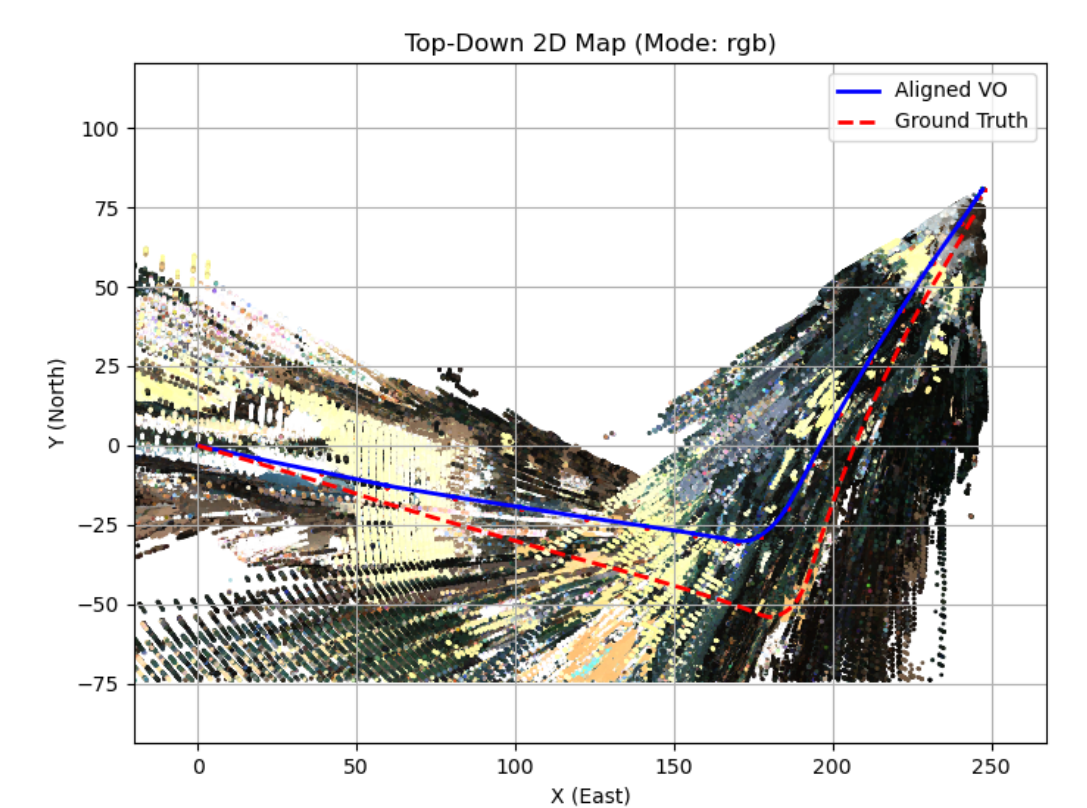 Top-Down 2D Map (Mode: rgb)
Aligned VO
Ground Truth
100
75
50
25
0
−25
−50
−75
Y (North)
0
50
100
150
200
250
X (East)